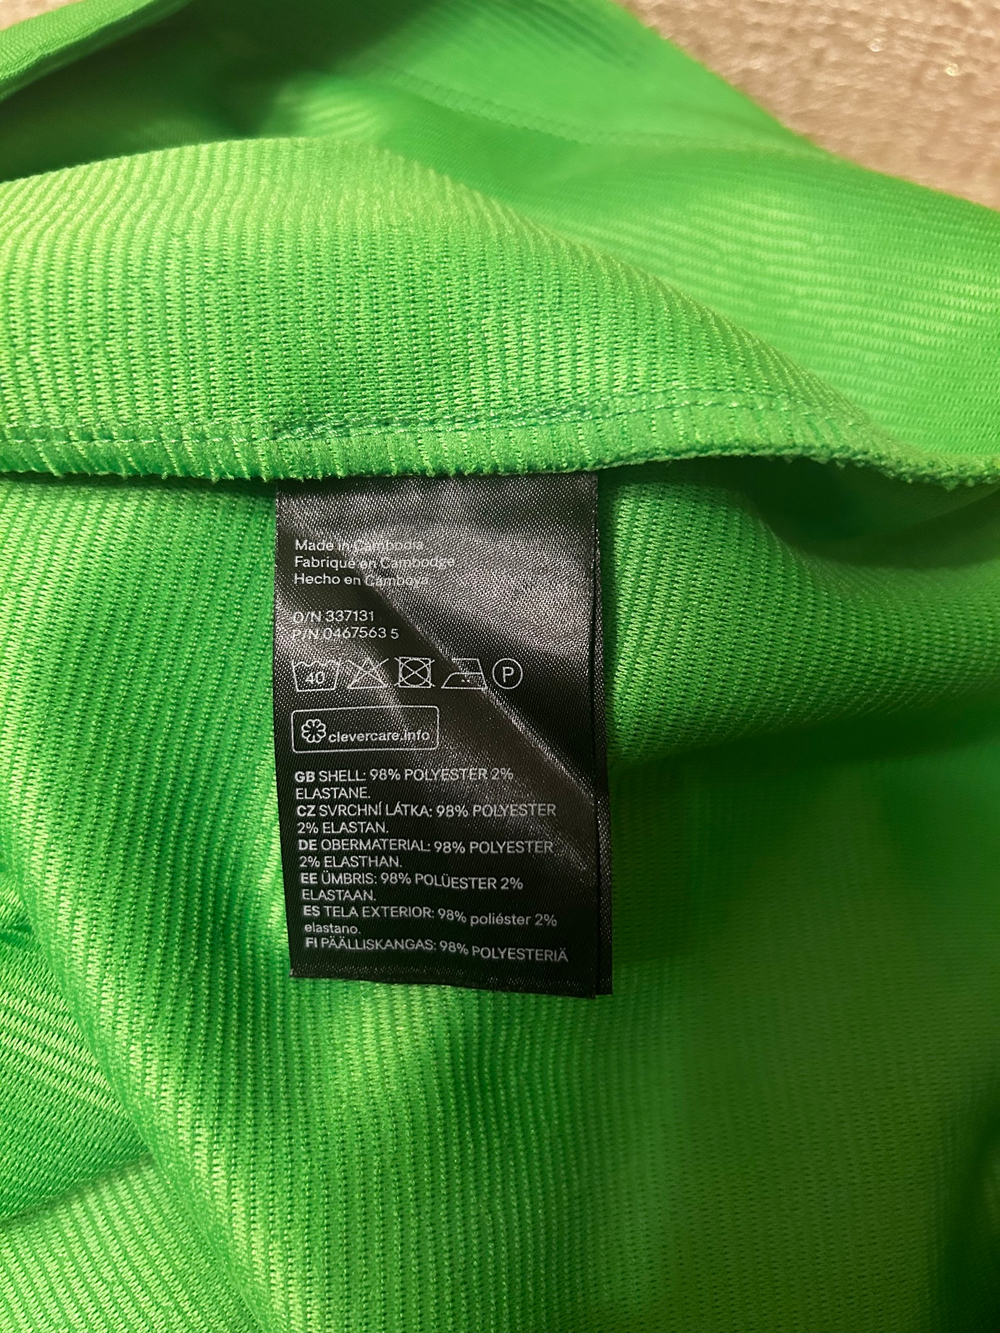 Made in Cambodia
Fabriqué en Cambodge
Hecho en Camboya
O/N 337131
P/N 0467563 5
40 P
clevercare.info
GB SHELL: 98% POLYESTER 2%
ELASTANE.
CZ SVRCHNÍ LÁTKA: 98% POLYESTER
2% ELASTAN.
DE OBERMATERIAL: 98% POLYESTER
2% ELASTHAN.
EE ÜMBRIS: 98% POLÜESTER 2%
ELASTAAN.
ES TELA EXTERIOR: 98% poliéster 2%
elastano.
FI PÄÄLLISKANGAS: 98% POLYESTERIÄ